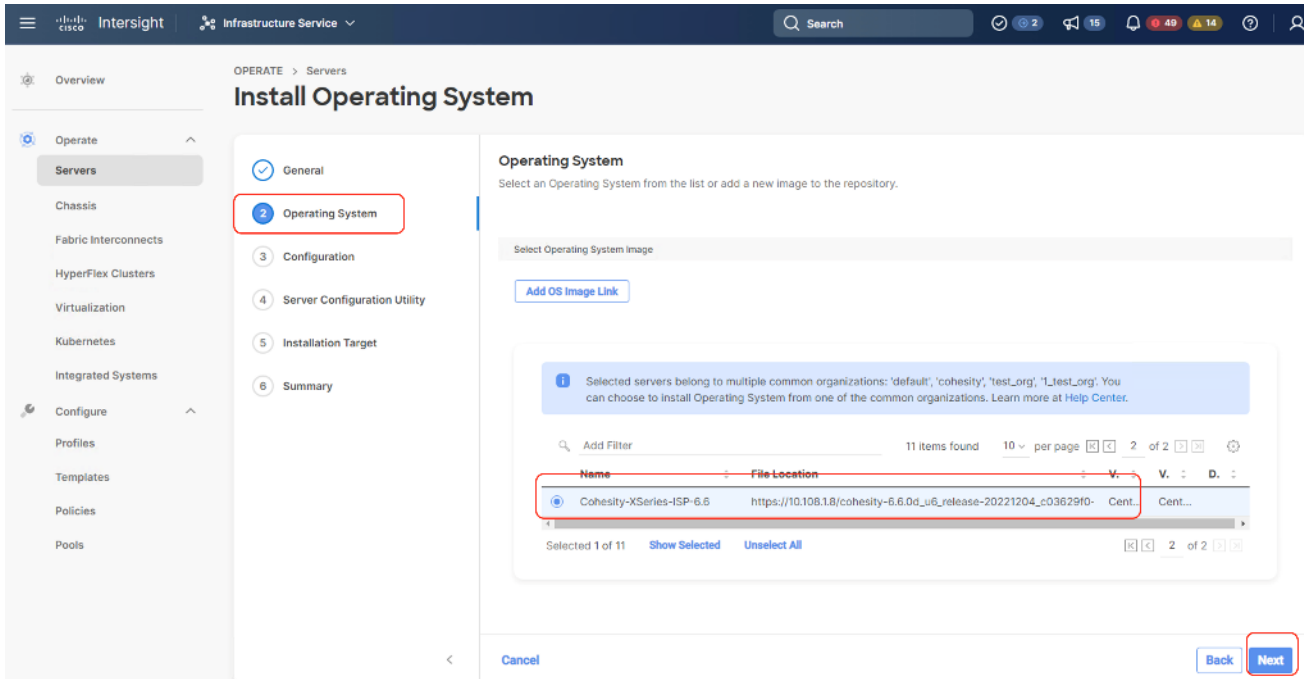 cisco Intersight Infrastructure Service Search 2 15 49 14
Overview
Operate
Servers
Chassis
Fabric Interconnects
HyperFlex Clusters
Virtualization
Kubernetes
Integrated Systems
Configure
Profiles
Templates
Policies
Pools
OPERATE > Servers
Install Operating System
General
2 Operating System
3 Configuration
4 Server Configuration Utility
5 Installation Target
6 Summary
Operating System
Select an Operating System from the list or add a new image to the repository.
Select Operating System Image
Add OS Image Link
Selected servers belong to multiple common organizations: 'default', 'cohesity', 'test_org', '1_test_org'. You
can choose to install Operating System from one of the common organizations. Learn more at Help Center.
Add Filter 11 items found 10 per page 2 of 2
Name File Location V. V. D.
Cohesity-XSeries-ISP-6.6 https://10.108.1.8/cohesity-6.6.0d_u6_release-20221204_c03629f0- Cent... Cent...
Selected 1 of 11 Show Selected Unselect All 2 of 2
Cancel Back Next